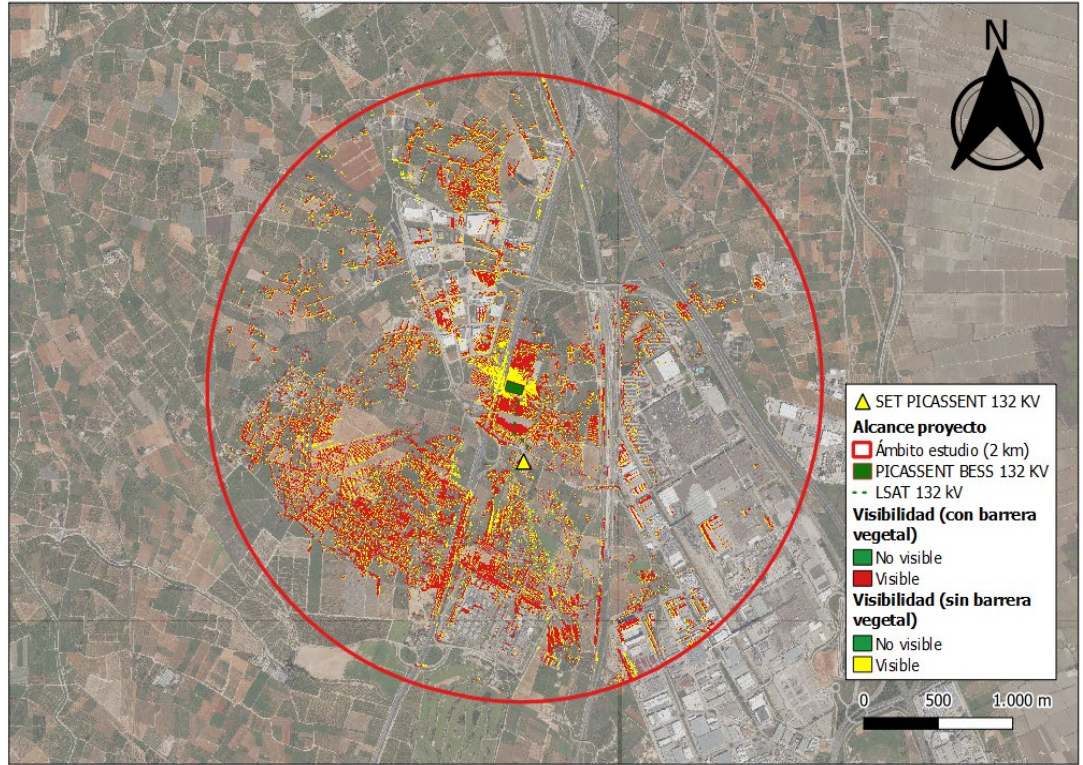 N
SET PICASSENT 132 KV
Alcance proyecto
Ámbito estudio (2 km)
PICASSENT BESS 132 KV
LSAT 132 kV
Visibilidad (con barrera
vegetal)
No visible
Visible
Visibilidad (sin barrera
vegetal)
No visible
Visible
0 500 1.000 m